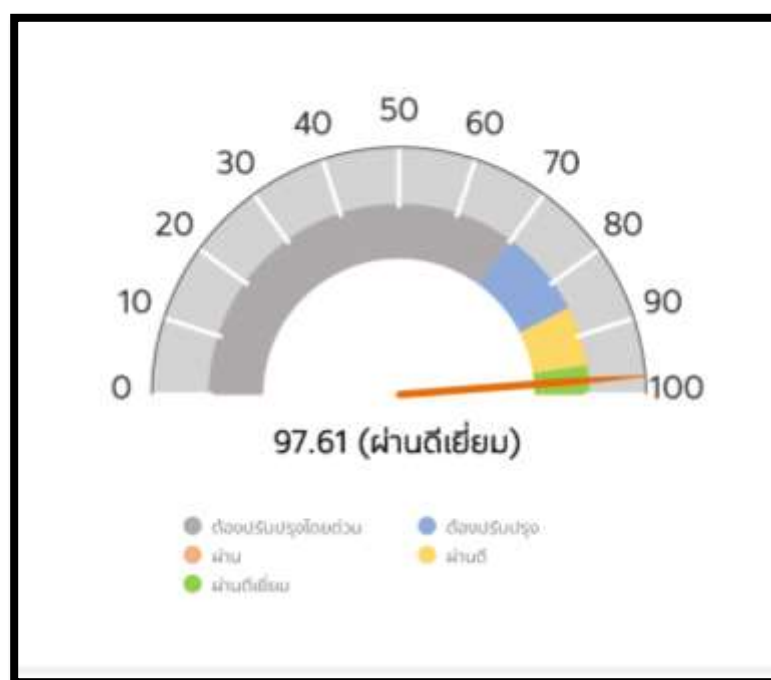 50
40 60
30 70
20 80
10 90
0 100
97.61 (ผ่านดีเยี่ยม)
ต้องปรับปรุงโดยด่วน ต้องปรับปรุง
ผ่าน ผ่านดี
ผ่านดีเยี่ยม